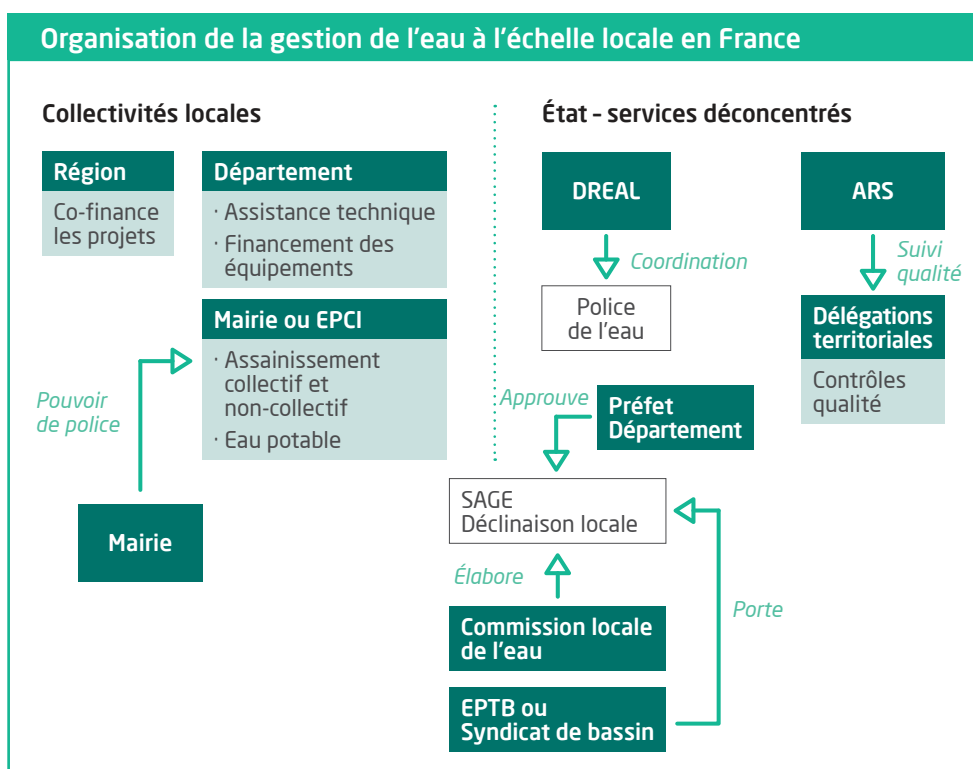 Organisation de la gestion de l'eau à l'échelle locale en France
Collectivités locales
Région
Co-finance
les projets
Département
· Assistance technique
· Financement des
équipements
Mairie ou EPCI
· Assainissement
collectif et
non-collectif
· Eau potable
Pouvoir
de police
Mairie
État – services déconcentrés
DREAL
Coordination
Police
de l'eau
ARS
Suivi
qualité
Délégations
territoriales
Contrôles
qualité
Approuve
Préfet
Département
SAGE
Déclinaison locale
Élabore
Commission locale
de l'eau
Porte
EPTB ou
Syndicat de bassin